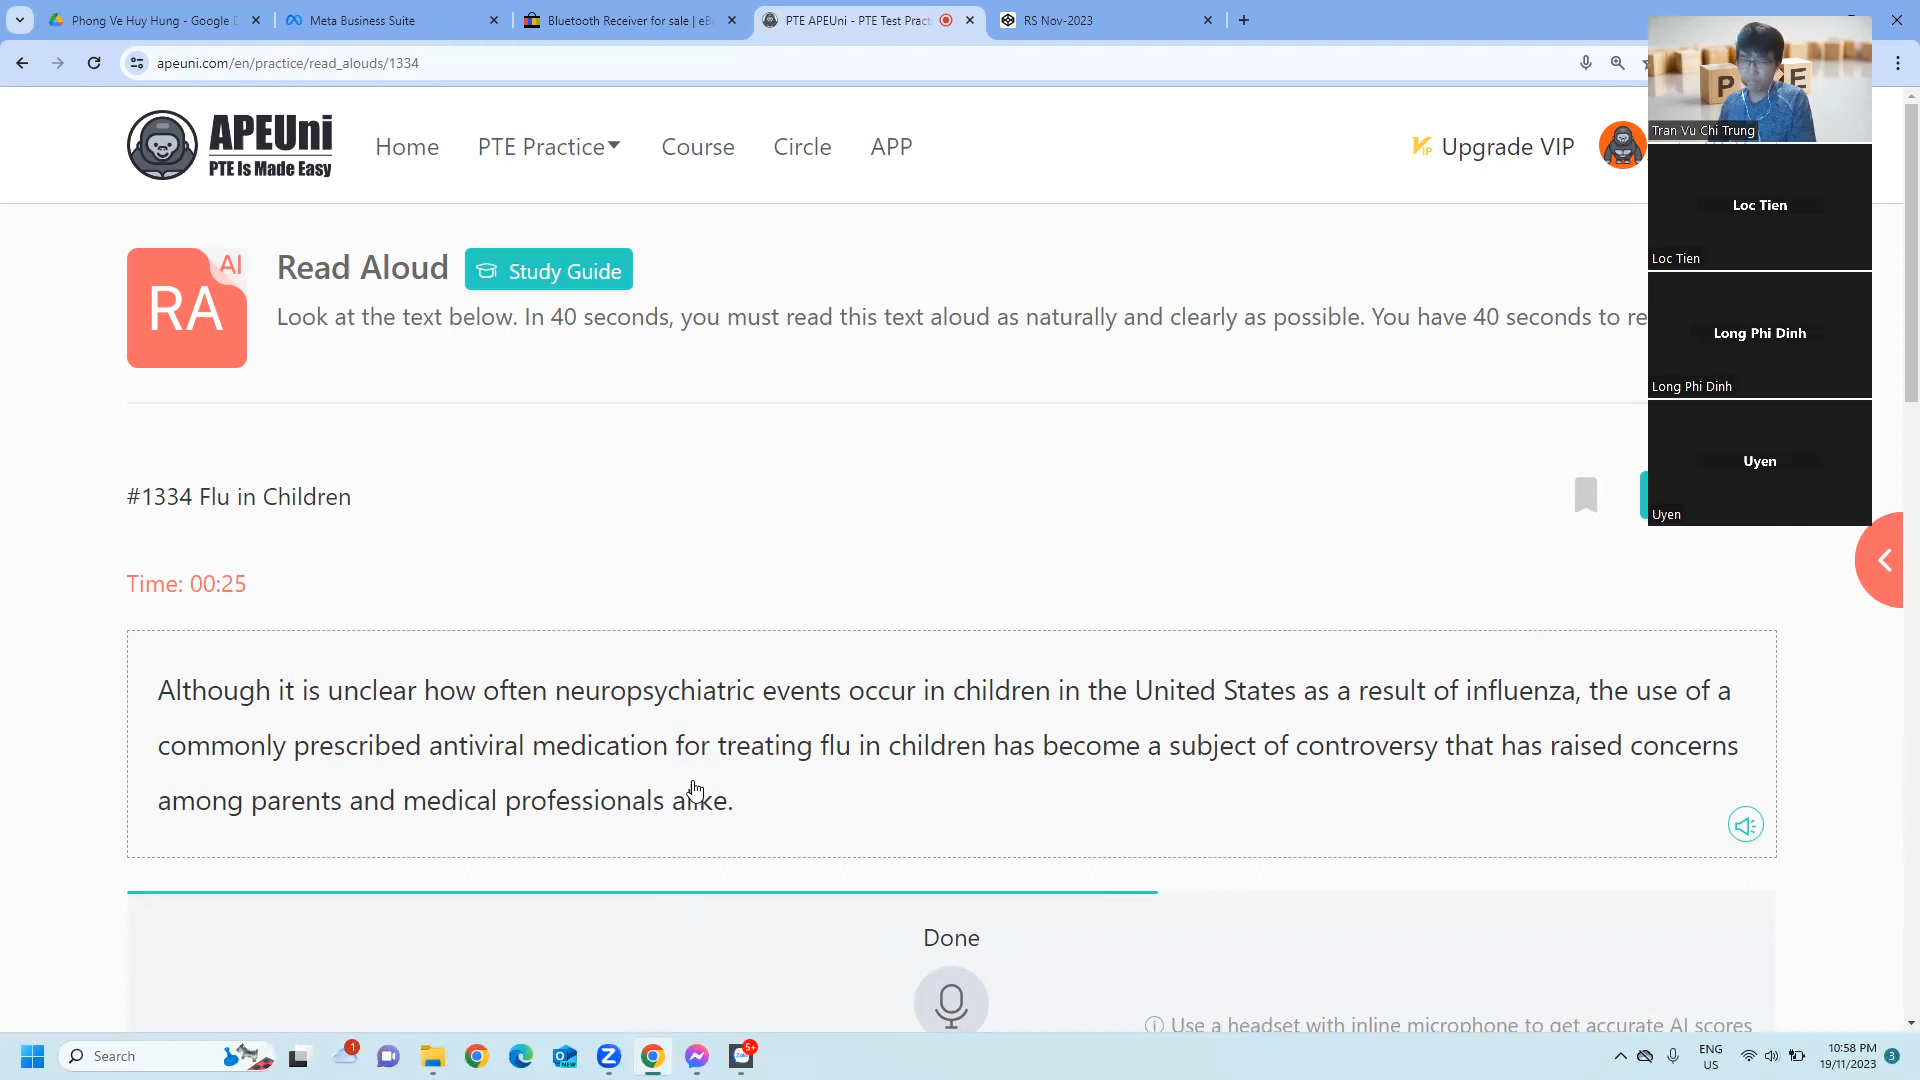 Phong Ve Huy Hung - Google D
Meta Business Suite
Bluetooth Receiver for sale | eB
PTE APEUni - PTE Test Pract
RS Nov-2023
apeuni.com/en/practice/read_alouds/1334
APEUni
PTE Is Made Easy
Home
PTE Practice
Course
Circle
APP
VIP
Upgrade VIP
P E
Tran Vu Chi Trung
Loc Tien
Loc Tien
Long Phi Dinh
Long Phi Dinh
Uyen
Uyen
AI
RA
Read Aloud
Study Guide
Look at the text below. In 40 seconds, you must read this text aloud as naturally and clearly as possible. You have 40 seconds to re
#1334 Flu in Children
Time: 00:25
Although it is unclear how often neuropsychiatric events occur in children in the United States as a result of influenza, the use of a
commonly prescribed antiviral medication for treating flu in children has become a subject of controversy that has raised concerns
among parents and medical professionals alike.
Done
Use a headset with inline microphone to get accurate AI scores
Search
1
NEW
Zalo
5+
ENG
US
10:58 PM
19/11/2023
3